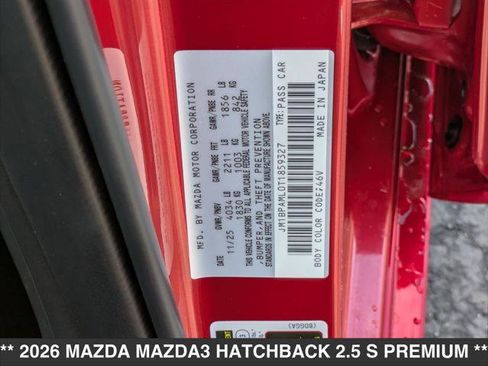 MFD. BY MAZDA MOTOR CORPORATION
GVWR/PNBV GAWR/PNBE FRT GAWR/PNBE RR
11/25 4034 LB 2211 LB 1856 LB
1830 KG 1003 KG 842 KG
THIS VEHICLE CONFORMS TO ALL APPLICABLE FEDERAL MOTOR VEHICLE SAFETY
,BUMPER,AND THEFT PREVENTION
STANDARDS IN EFFECT ON THE DATE OF MANUFACTURE SHOWN ABOVE.
JM1BPAML0T1859327 TYPE:PASS CAR
BODY COLOR CODE:46V MADE IN JAPAN
(BDGGA)
** 2026 MAZDA MAZDA3 HATCHBACK 2.5 S PREMIUM **